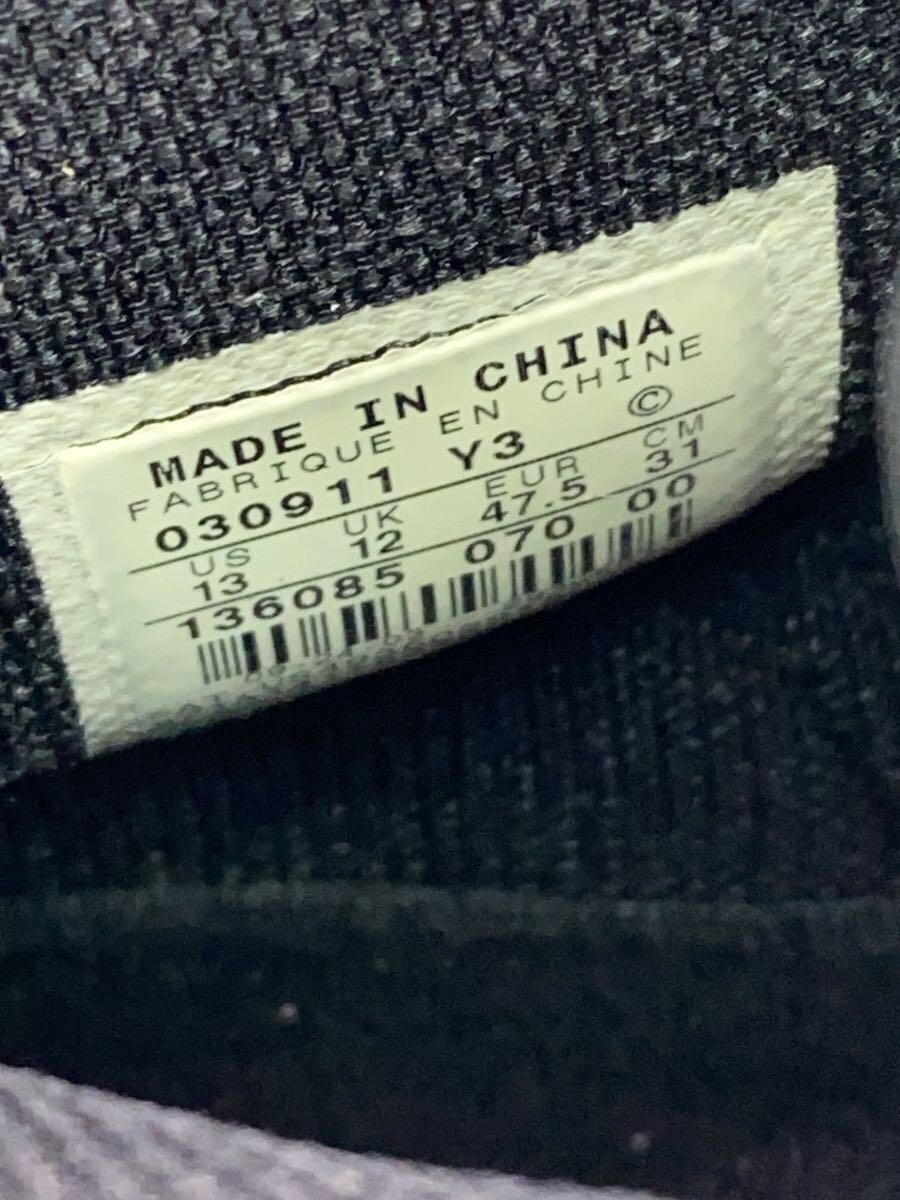 MADE IN CHINA
FABRIQUE EN CHINE
030911 Y3 ©
US UK EUR CM
13 12 47.5 31
136085 070 00